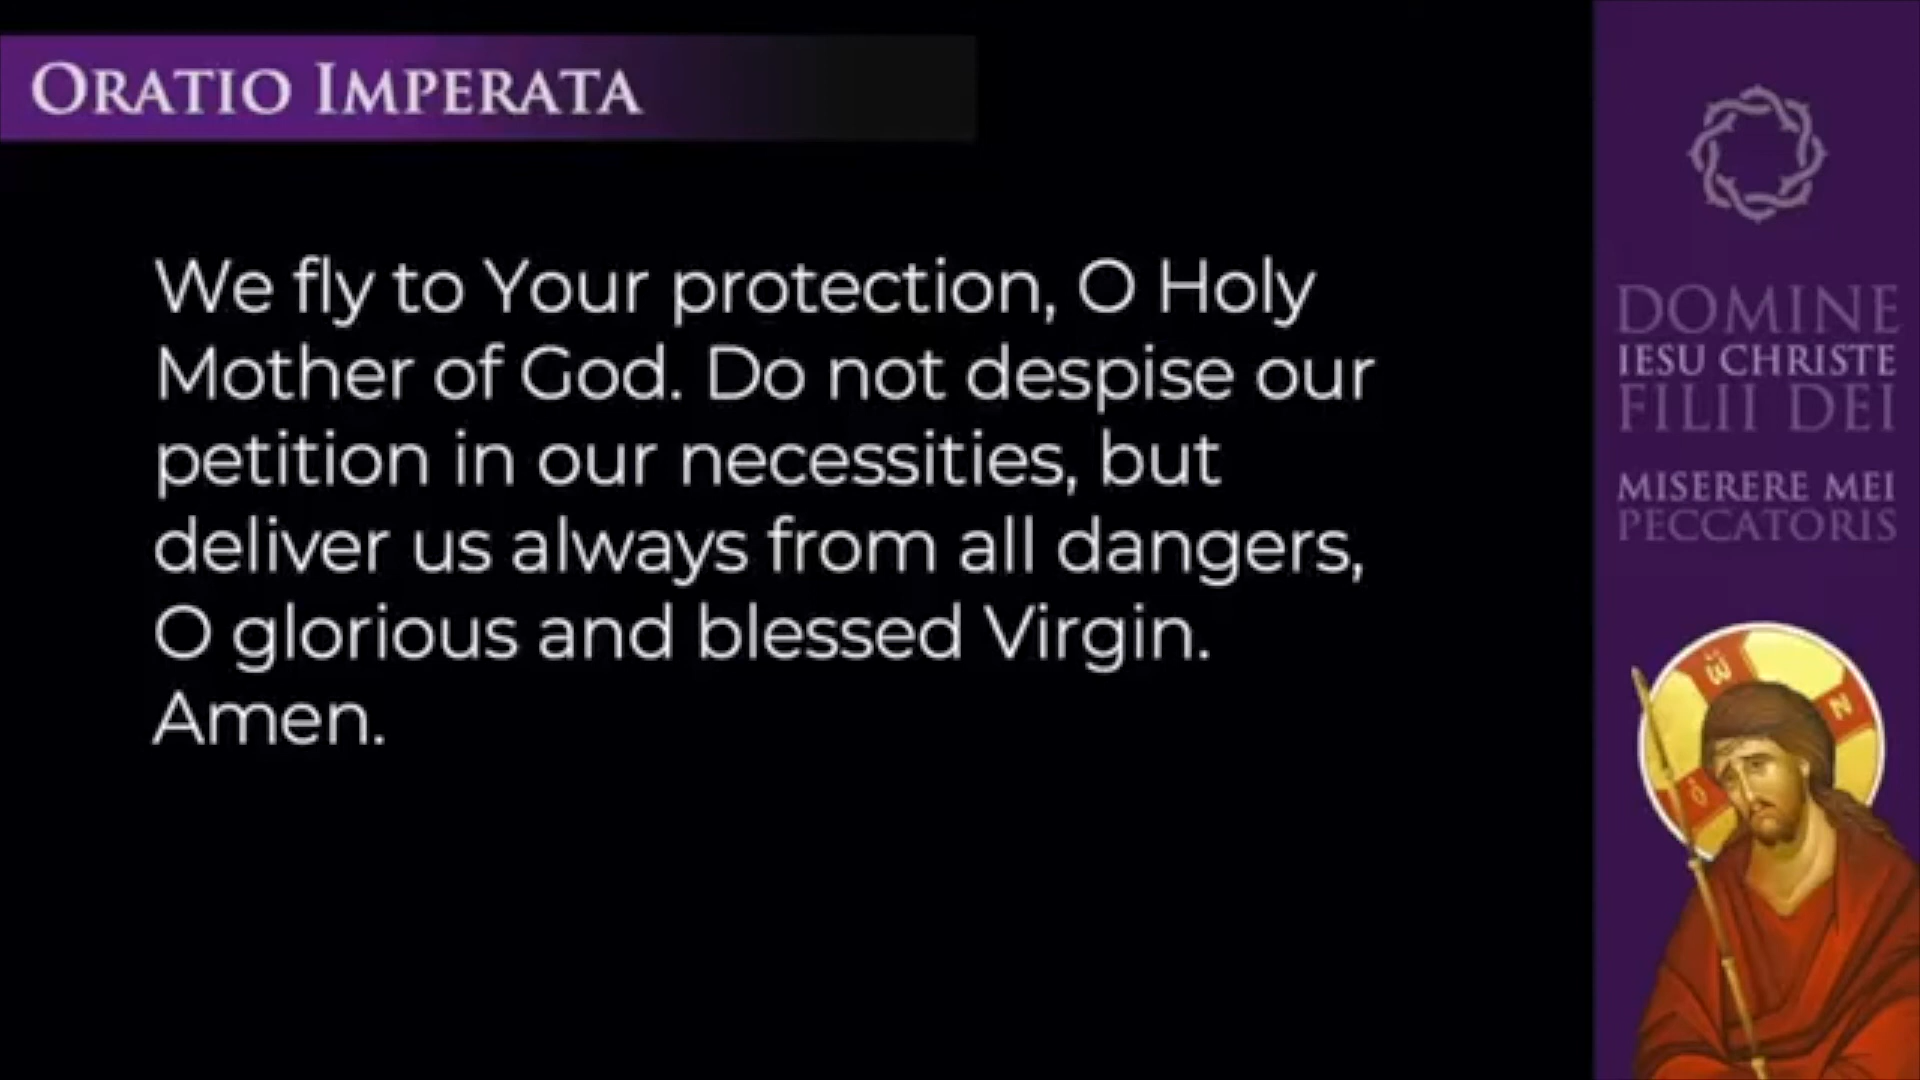 ORATIO IMPERATA
We fly to Your protection, O Holy
Mother of God. Do not despise our
petition in our necessities, but
deliver us always from all dangers,
O glorious and blessed Virgin.
Amen.
DOMINE
IESU CHRISTE
FILII DEI
MISERERE MEI
PECCATORIS
Ὁ
Ὢ
Ν